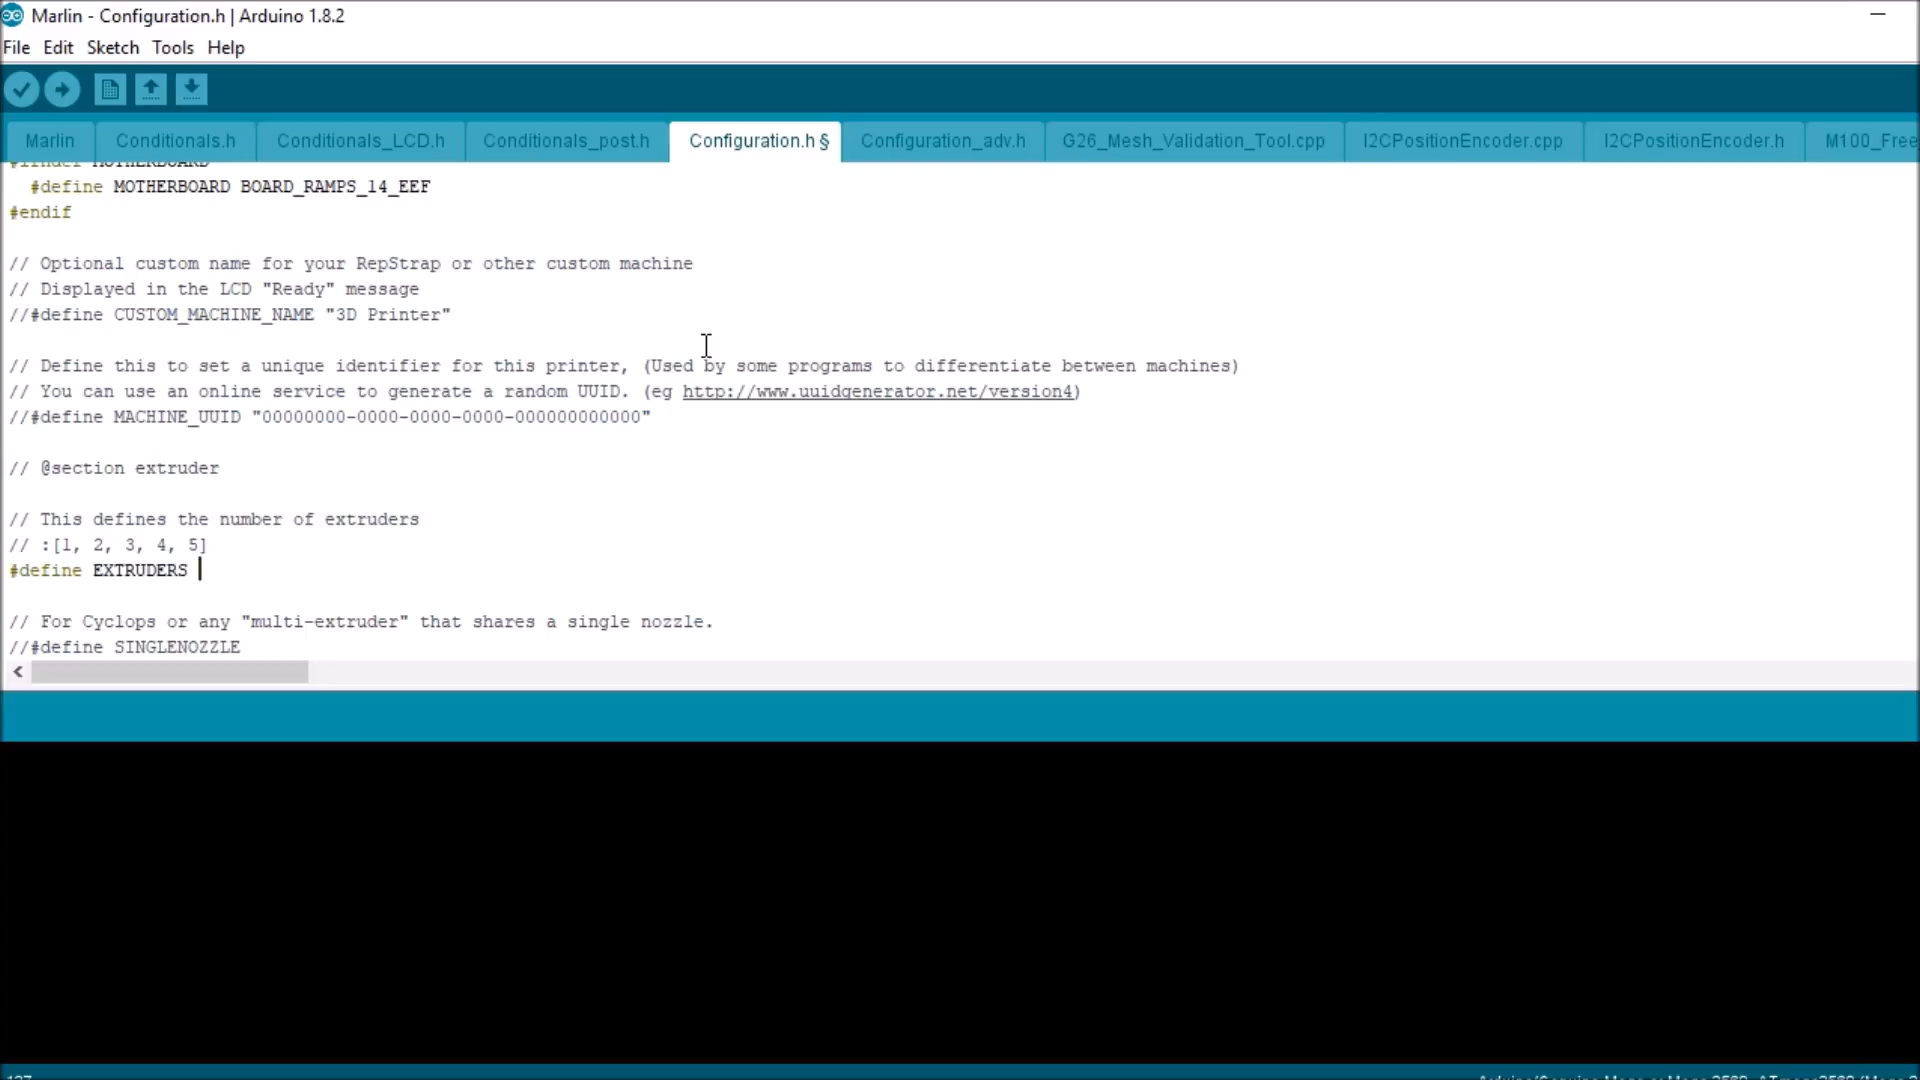 Marlin - Configuration.h | Arduino 1.8.2
File Edit Sketch Tools Help
Marlin Conditionals.h Conditionals_LCD.h Conditionals_post.h Configuration.h § Configuration_adv.h G26_Mesh_Validation_Tool.cpp I2CPositionEncoder.cpp I2CPositionEncoder.h M100_Free
MOTHERBOARD
#define MOTHERBOARD BOARD_RAMPS_14_EEF
#endif
// Optional custom name for your RepStrap or other custom machine
// Displayed in the LCD "Ready" message
//#define CUSTOM_MACHINE_NAME "3D Printer"
// Define this to set a unique identifier for this printer, (Used by some programs to differentiate between machines)
// You can use an online service to generate a random UUID. (eg http://www.uuidgenerator.net/version4)
//#define MACHINE_UUID "00000000-0000-0000-0000-000000000000"
// @section extruder
// This defines the number of extruders
// :[1, 2, 3, 4, 5]
#define EXTRUDERS
// For Cyclops or any "multi-extruder" that shares a single nozzle.
//#define SINGLENOZZLE